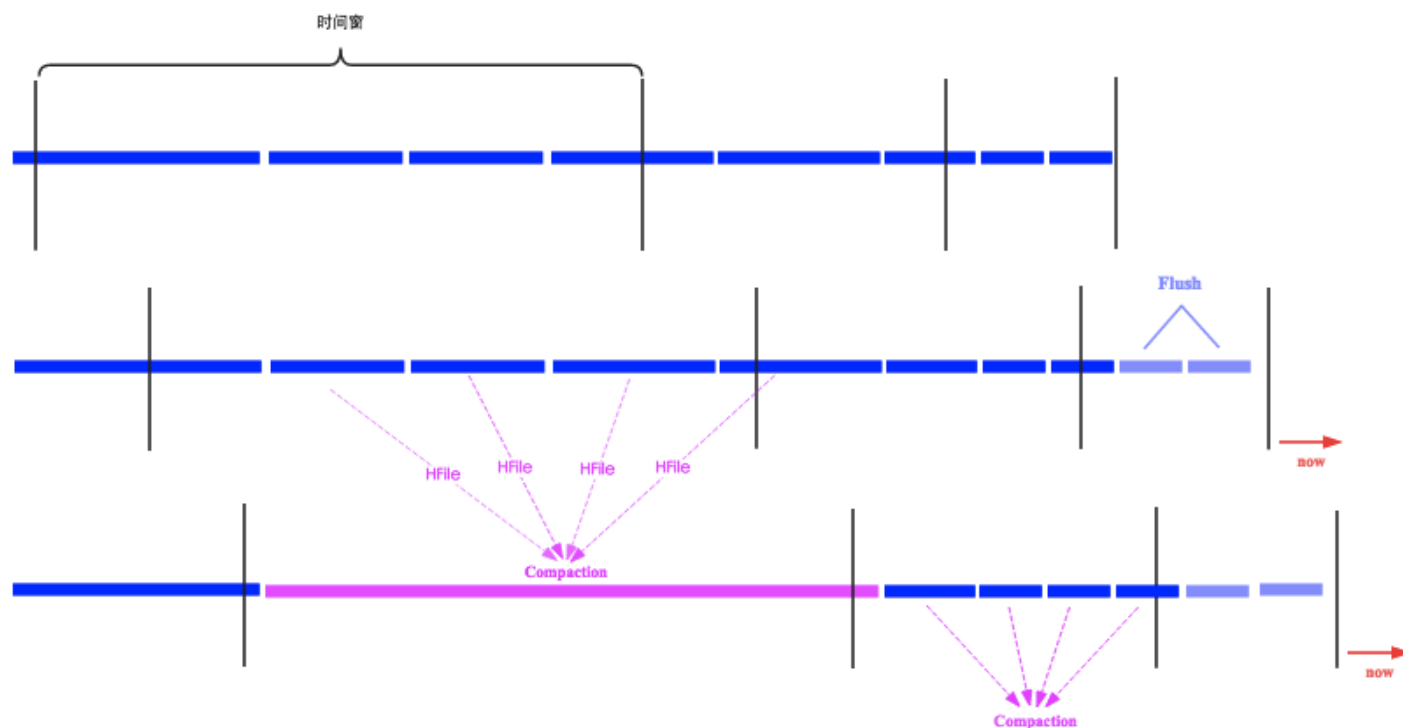 时间窗
Flush
now
HFile
HFile
HFile
HFile
Compaction
now
Compaction